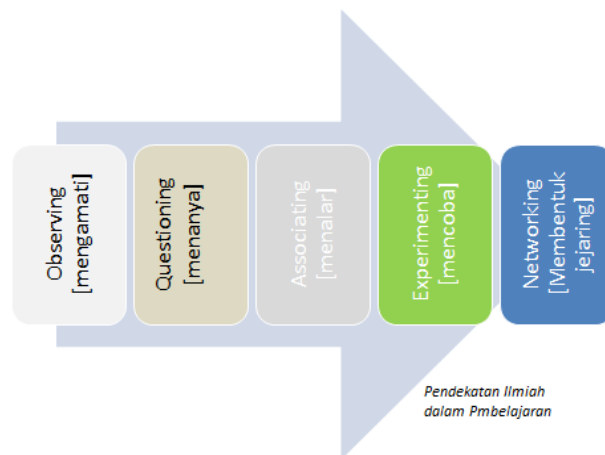 Observing
[mengamati]
Questioning
[menanya]
Associating
[menalar]
Experimenting
[mencoba]
Networking
[Membentuk
jejaring]
Pendekatan Ilmiah
dalam Pmbelajaran